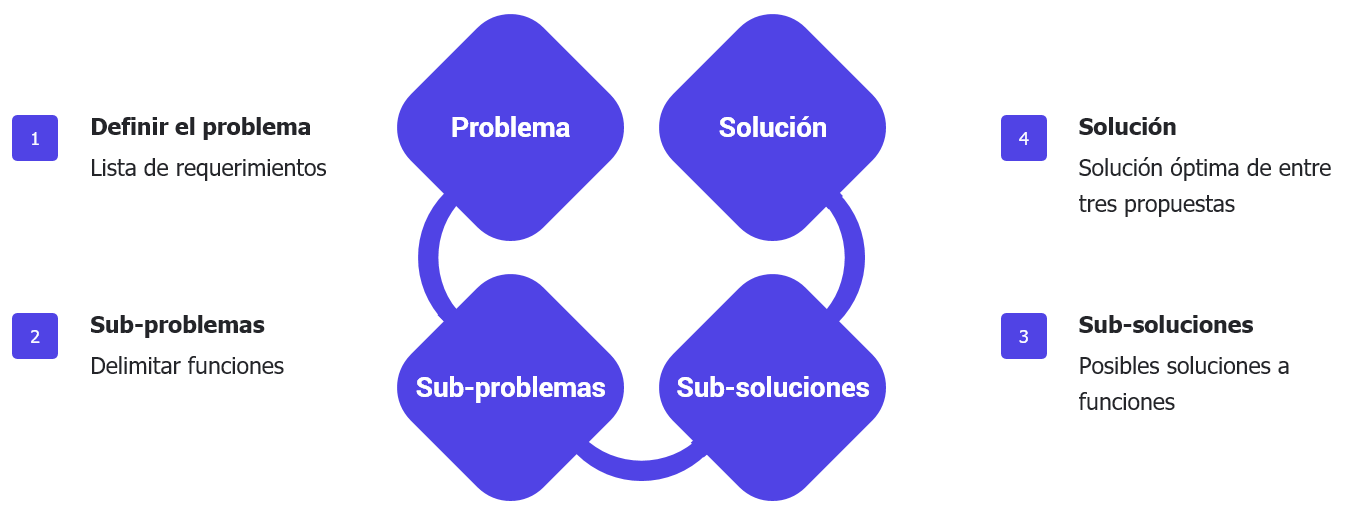 1
Definir el problema
Lista de requerimientos
2
Sub-problemas
Delimitar funciones
Problema
Solución
Sub-problemas
Sub-soluciones
4
Solución
Solución óptima de entre
tres propuestas
3
Sub-soluciones
Posibles soluciones a
funciones